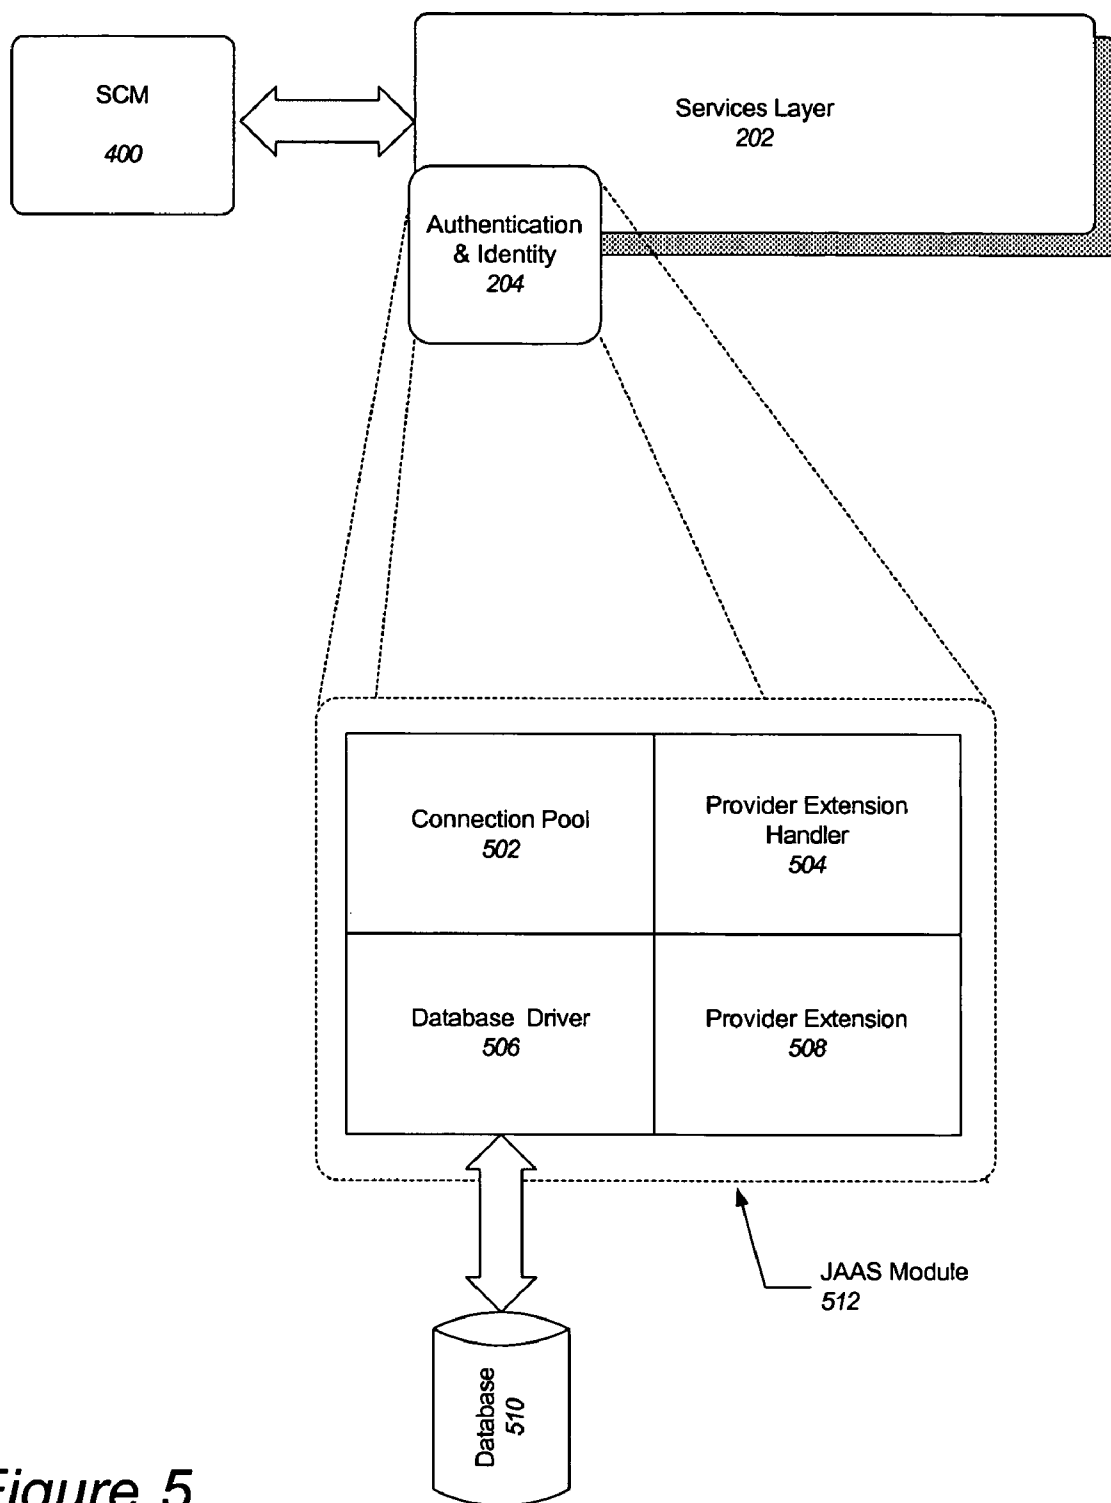 SCM
400
Services Layer
202
Authentication
& Identity
204
Connection Pool
502
Provider Extension
Handler
504
Database Driver
506
Provider Extension
508
JAAS Module
512
Database
510
Figure 5